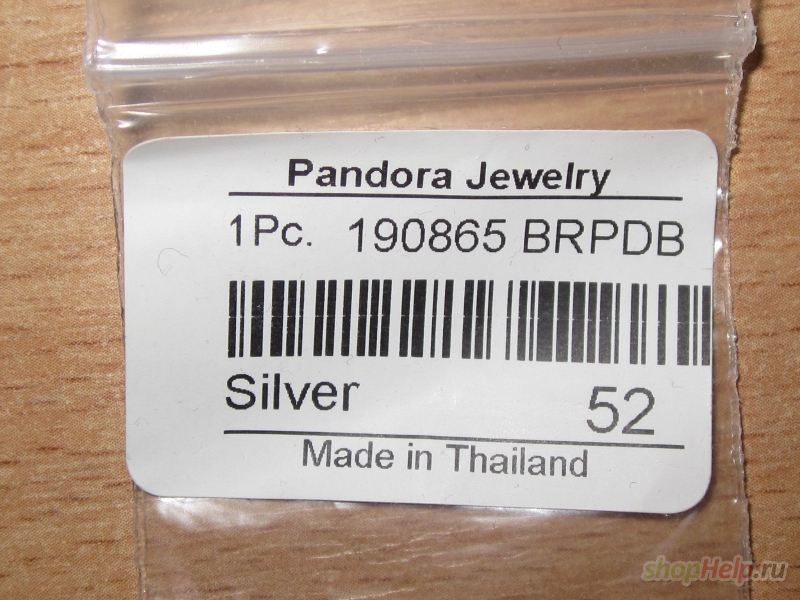 Pandora Jewelry
1Pc. 190865 BRPDB
Silver 52
Made in Thailand
shopHelp.ru